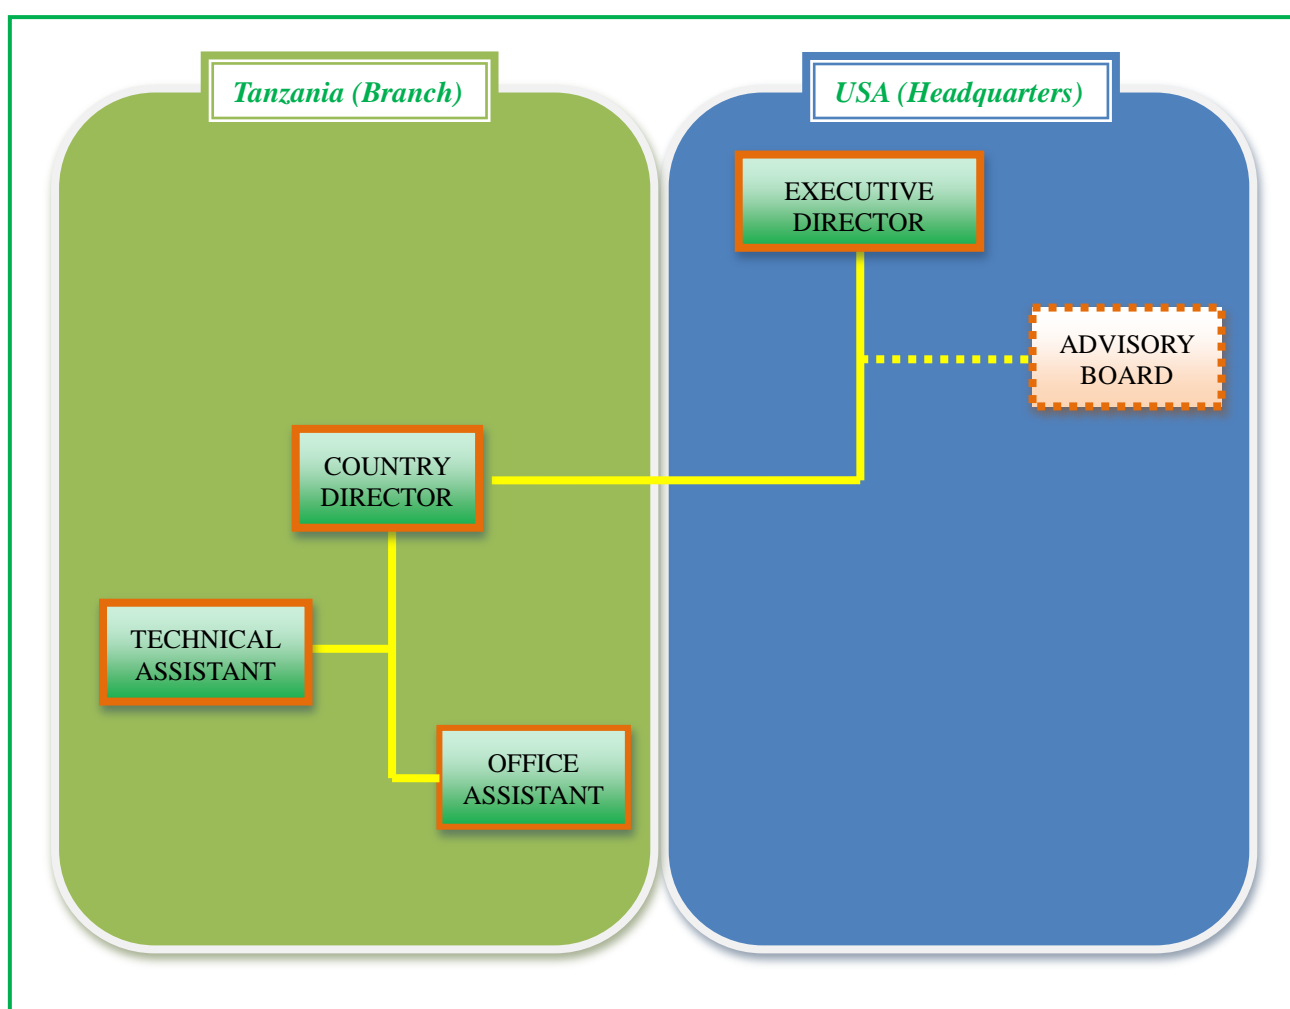 Tanzania (Branch)
USA (Headquarters)
EXECUTIVE
DIRECTOR
ADVISORY
BOARD
COUNTRY
DIRECTOR
TECHNICAL
ASSISTANT
OFFICE
ASSISTANT